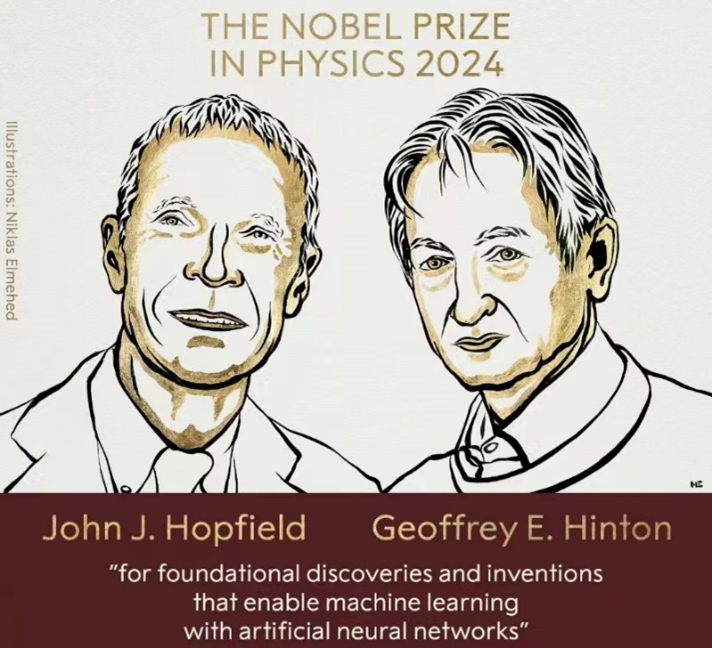 THE NOBEL PRIZE
IN PHYSICS 2024
Illustrations: Niklas Elmehed
John J. Hopfield
Geoffrey E. Hinton
"for foundational discoveries and inventions
that enable machine learning
with artificial neural networks"